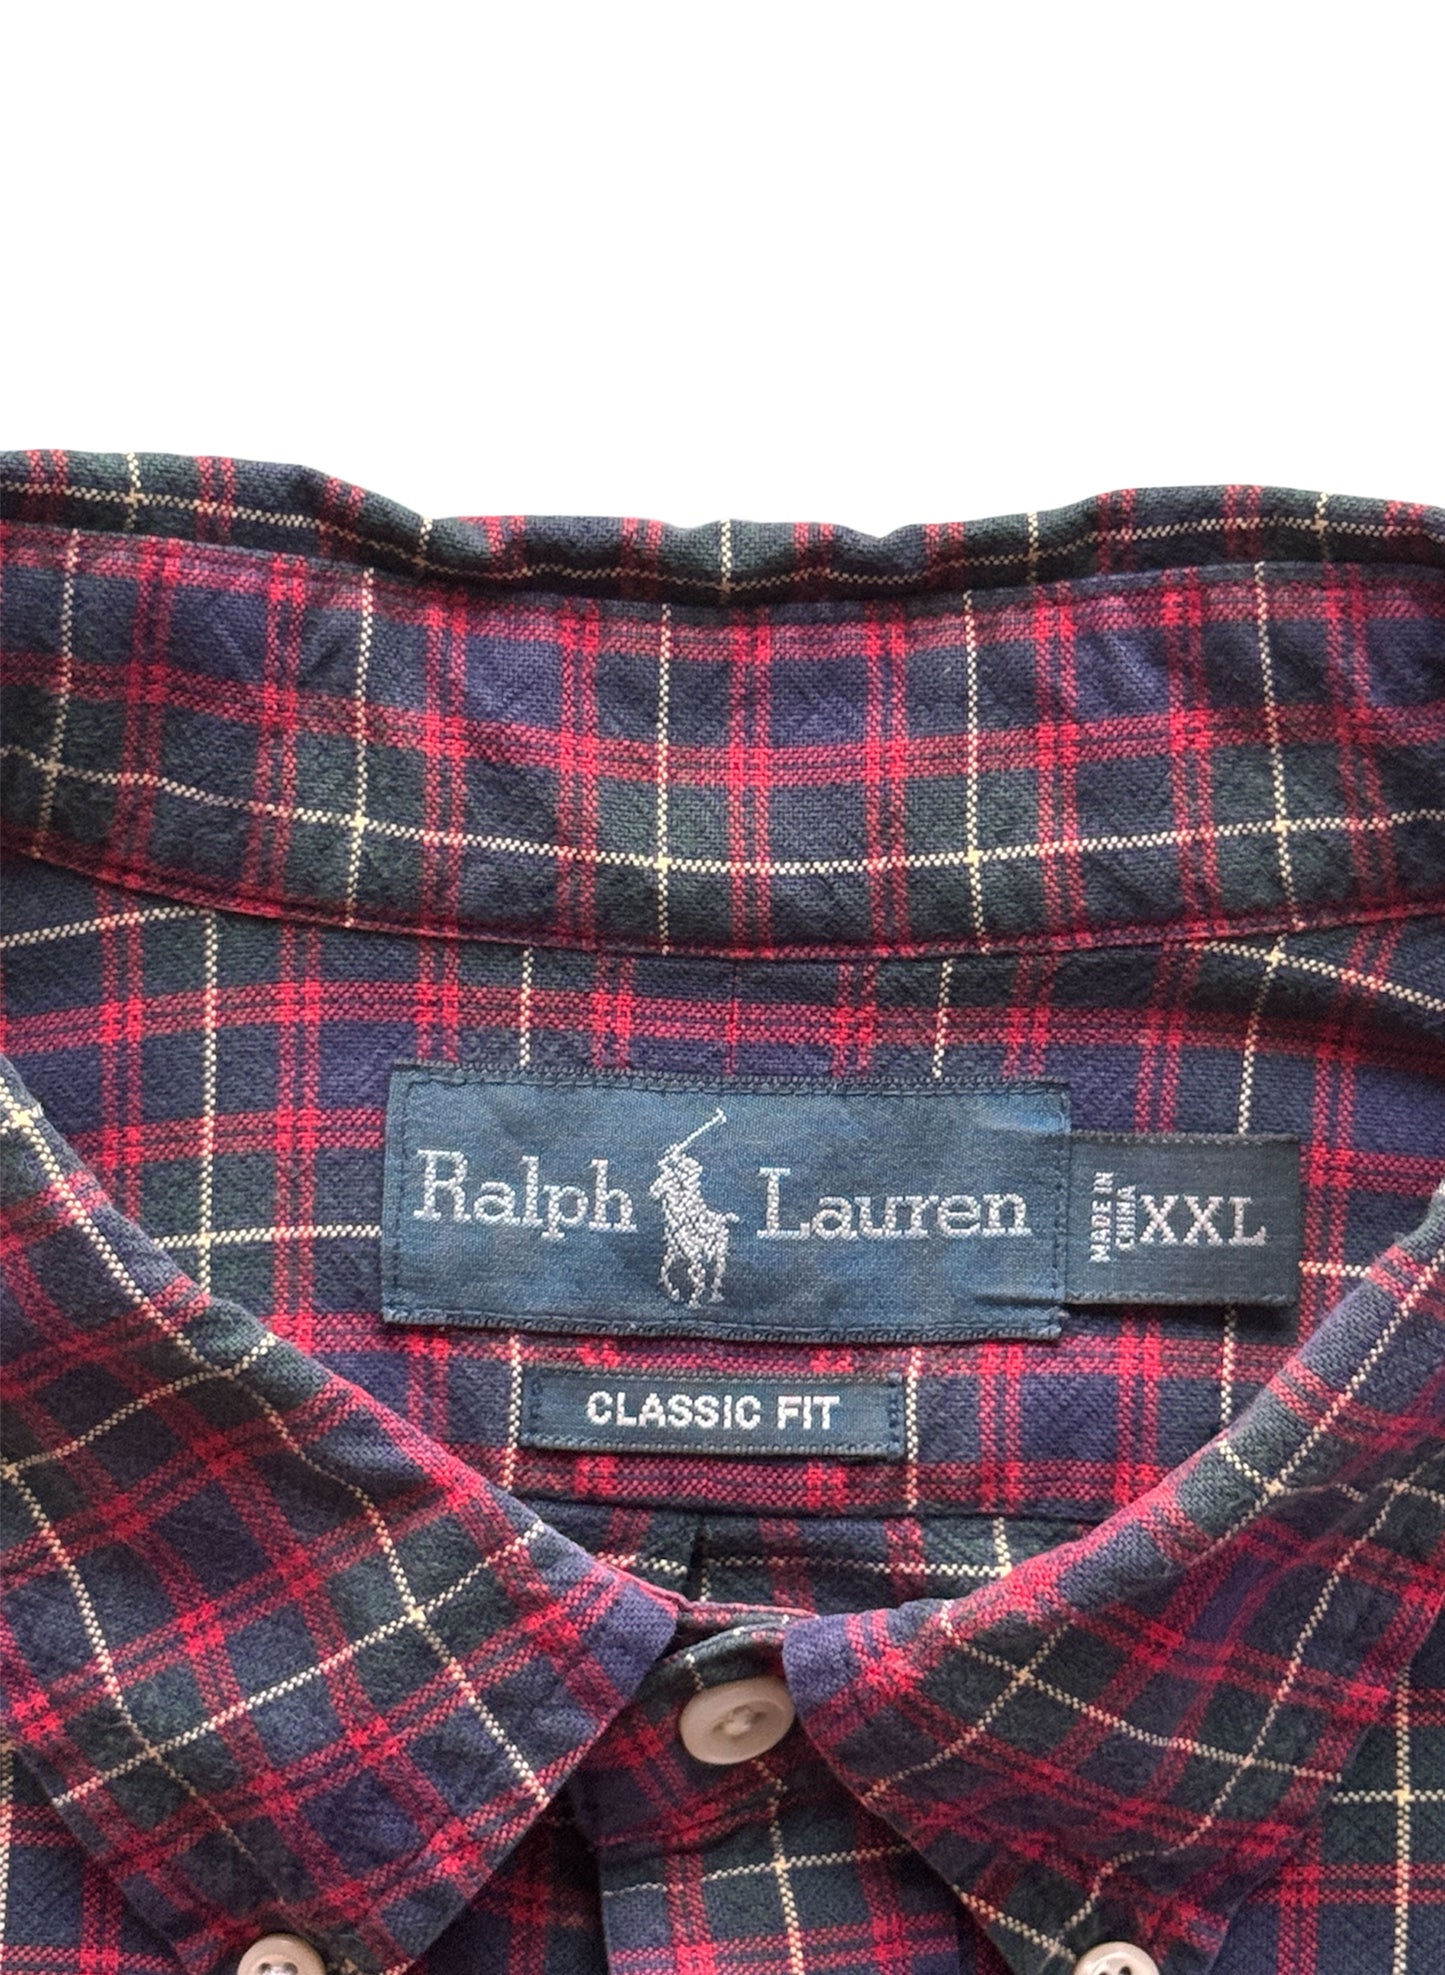 Ralph Lauren
MADE IN
CHINA
XXL
CLASSIC FIT